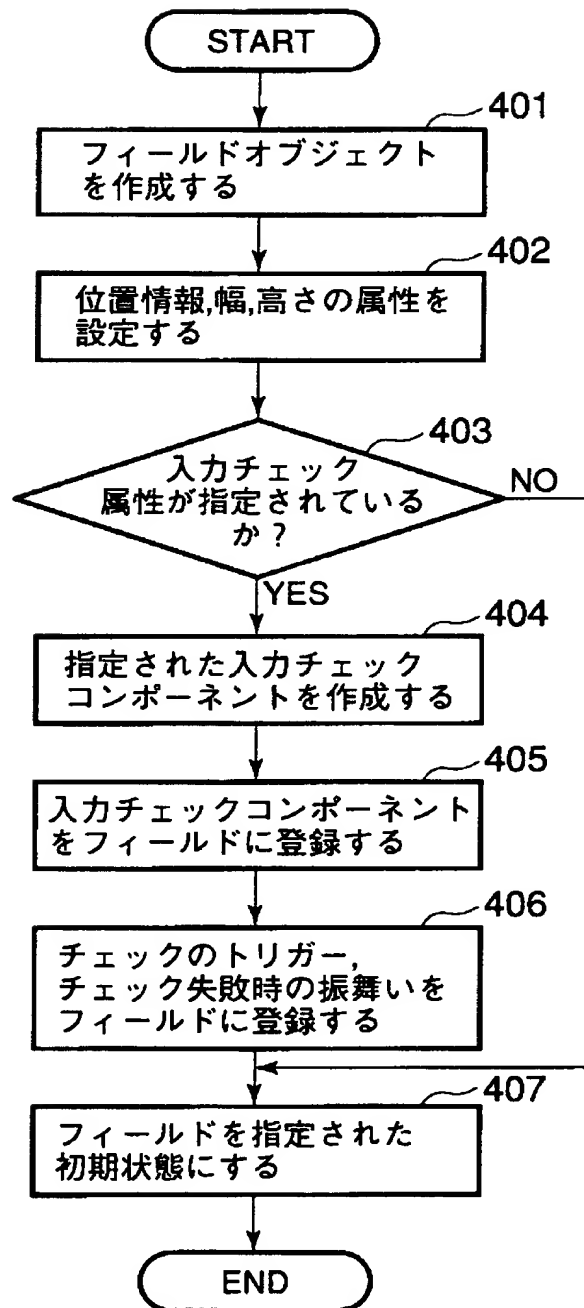 START
401
フィールドオブジェクト
を作成する
402
位置情報,幅,高さの属性を
設定する
403
入力チェック
属性が指定されている
か?
NO
YES
404
指定された入力チェック
コンポーネントを作成する
405
入力チェックコンポーネント
をフィールドに登録する
406
チェックのトリガー,
チェック失敗時の振舞いを
フィールドに登録する
407
フィールドを指定された
初期状態にする
END